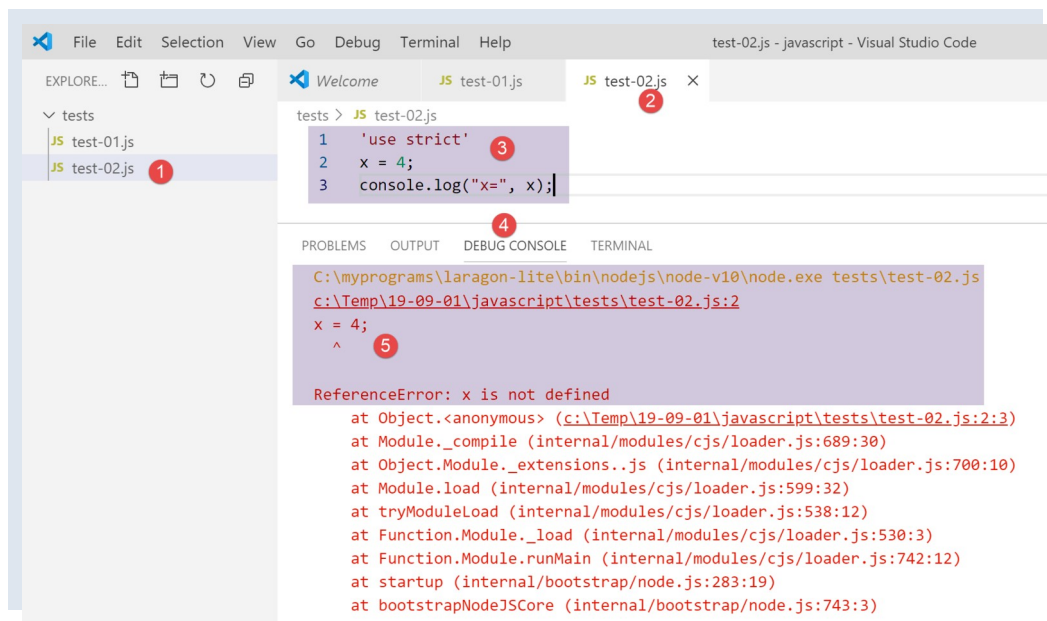 File Edit Selection View Go Debug Terminal Help test-02.js - javascript - Visual Studio Code
EXPLORE... Welcome JS test-01.js JS test-02.js ×
2
tests
JS test-01.js
JS test-02.js 1
tests > JS test-02.js
1 'use strict' 3
2 x = 4;
3 console.log("x=", x);
4
PROBLEMS OUTPUT DEBUG CONSOLE TERMINAL
C:\myprograms\laragon-lite\bin\nodejs\node-v10\node.exe tests\test-02.js
c:\Temp\19-09-01\javascript\tests\test-02.js:2
x = 4;
^ 5
ReferenceError: x is not defined
at Object.<anonymous> (c:\Temp\19-09-01\javascript\tests\test-02.js:2:3)
at Module._compile (internal/modules/cjs/loader.js:689:30)
at Object.Module._extensions..js (internal/modules/cjs/loader.js:700:10)
at Module.load (internal/modules/cjs/loader.js:599:32)
at tryModuleLoad (internal/modules/cjs/loader.js:538:12)
at Function.Module._load (internal/modules/cjs/loader.js:530:3)
at Function.Module.runMain (internal/modules/cjs/loader.js:742:12)
at startup (internal/bootstrap/node.js:283:19)
at bootstrapNodeJSCore (internal/bootstrap/node.js:743:3)